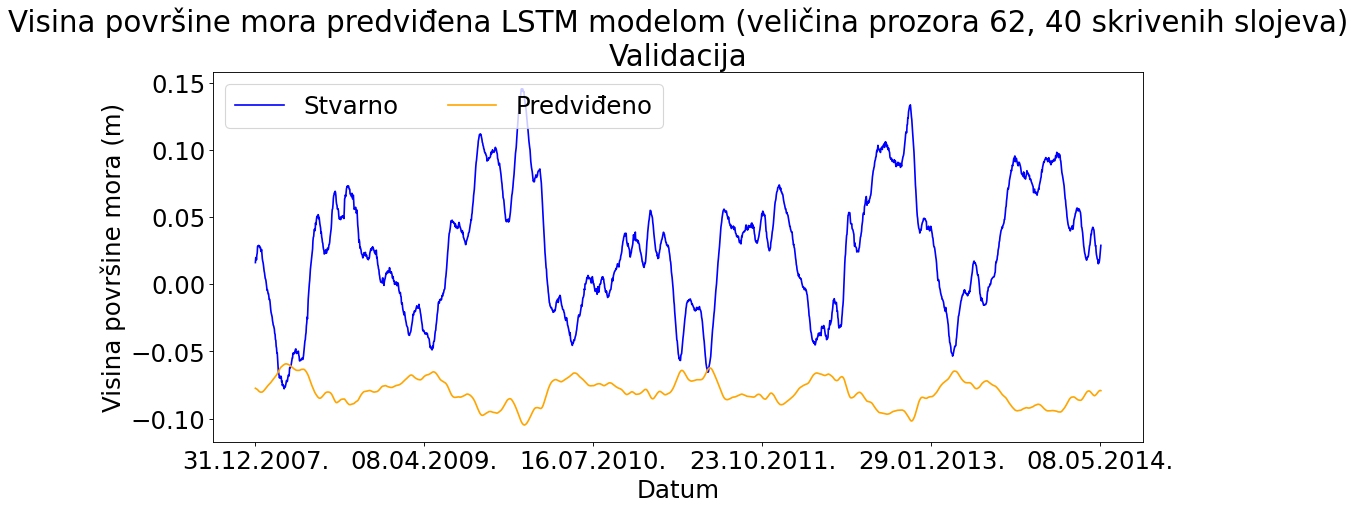 Visina površine mora predviđena LSTM modelom (veličina prozora 62, 40 skrivenih slojeva)
Validacija
Stvarno Predviđeno
Visina površine mora (m)
0.15
0.10
0.05
0.00
−0.05
−0.10
31.12.2007. 08.04.2009. 16.07.2010. 23.10.2011. 29.01.2013. 08.05.2014.
Datum